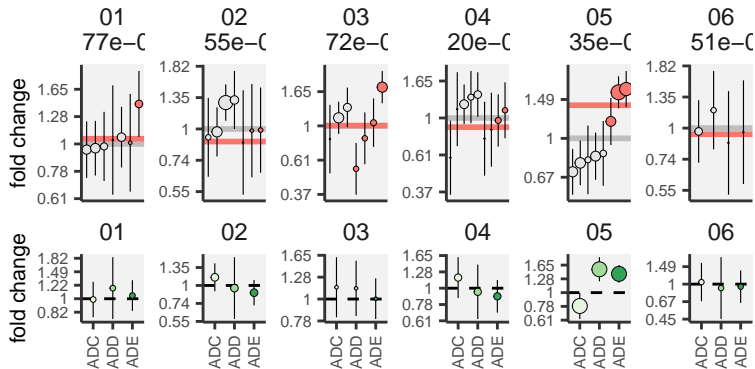 01 02 03 04 05 06
77e−0 55e−0 72e−0 20e−0 35e−0 51e−0
fold change
1.65 1.28 1 0.78 0.61
1.82 1.35 1 0.74 0.55
1.65 1 0.61 0.37
1.65 1 0.61 0.37
1.49 1 0.67
1.82 1.35 1 0.74 0.55
01 02 03 04 05 06
fold change
1.82 1.49 1.22 1 0.82
1.35 1 0.74 0.55
1.65 1.28 1 0.78
1.65 1.28 1 0.78 0.61
1.65 1.28 1 0.78 0.61
1.49 1 0.67 0.45
ADC ADD ADE ADC ADD ADE ADC ADD ADE ADC ADD ADE ADC ADD ADE ADC ADD ADE